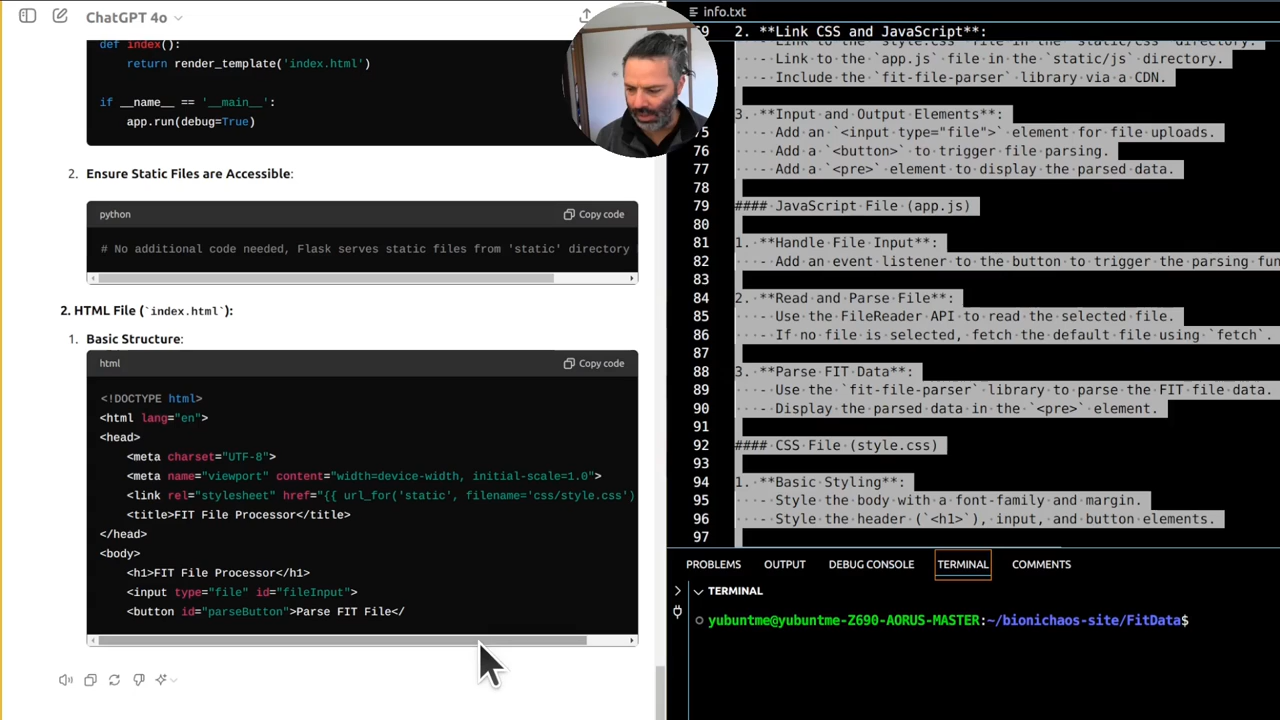 ChatGPT 4o
def index():
return render_template('index.html')
if __name__ == '__main__':
app.run(debug=True)
2. Ensure Static Files are Accessible:
python
Copy code
# No additional code needed, Flask serves static files from 'static' directory
2. HTML File (`index.html`):
1. Basic Structure:
html
Copy code
<!DOCTYPE html>
<html lang="en">
<head>
<meta charset="UTF-8">
<meta name="viewport" content="width=device-width, initial-scale=1.0">
<link rel="stylesheet" href="{{ url_for('static', filename='css/style.css')
<title>FIT File Processor</title>
</head>
<body>
<h1>FIT File Processor</h1>
<input type="file" id="fileInput">
<button id="parseButton">Parse FIT File</
info.txt
69 2. **Link CSS and JavaScript**:
- Link to the `style.css` file in the `static/css` directory.
- Link to the `app.js` file in the `static/js` directory.
- Include the `fit-file-parser` library via a CDN.
3. **Input and Output Elements**:
75 - Add an `<input type="file">` element for file uploads.
76 - Add a `<button>` to trigger file parsing.
77 - Add a `<pre>` element to display the parsed data.
78
79 #### JavaScript File (app.js)
80
81 1. **Handle File Input**:
82 - Add an event listener to the button to trigger the parsing fun
83
84 2. **Read and Parse File**:
85 - Use the FileReader API to read the selected file.
86 - If no file is selected, fetch the default file using `fetch`.
87
88 3. **Parse FIT Data**:
89 - Use the `fit-file-parser` library to parse the FIT file data.
90 - Display the parsed data in the `<pre>` element.
91
92 #### CSS File (style.css)
93
94 1. **Basic Styling**:
95 - Style the body with a font-family and margin.
96 - Style the header (`<h1>`), input, and button elements.
97
PROBLEMS OUTPUT DEBUG CONSOLE TERMINAL COMMENTS
TERMINAL
yubuntme@yubuntme-Z690-AORUS-MASTER:~/bionichaos-site/FitData$